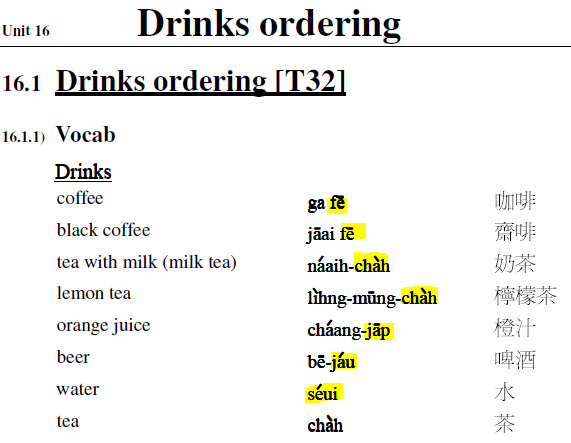 Unit 16 Drinks ordering
16.1 Drinks ordering [T32]
16.1.1) Vocab
Drinks
coffee ga fē 咖啡
black coffee jāai fē 齋啡
tea with milk (milk tea) náaih-chàh 奶茶
lemon tea lìhng-mūng-chàh 檸檬茶
orange juice cháang-jāp 橙汁
beer bē-jáu 啤酒
water séui 水
tea chàh 茶